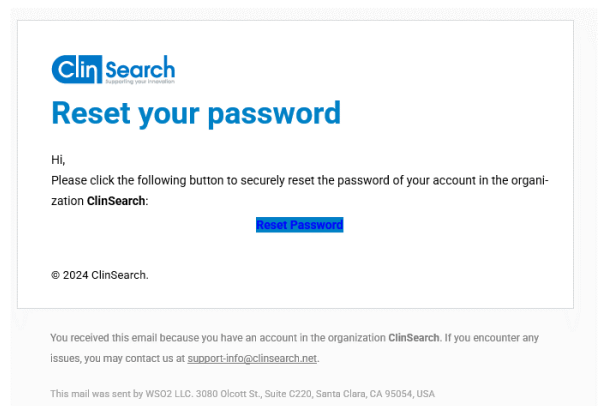 Clin Search
Supporting your innovation
Reset your password
Hi,
Please click the following button to securely reset the password of your account in the organi-
zation ClinSearch:
Reset Password
© 2024 ClinSearch.
You received this email because you have an account in the organization ClinSearch. If you encounter any
issues, you may contact us at support-info@clinsearch.net.
This mail was sent by WSO2 LLC. 3080 Olcott St., Suite C220, Santa Clara, CA 95054, USA